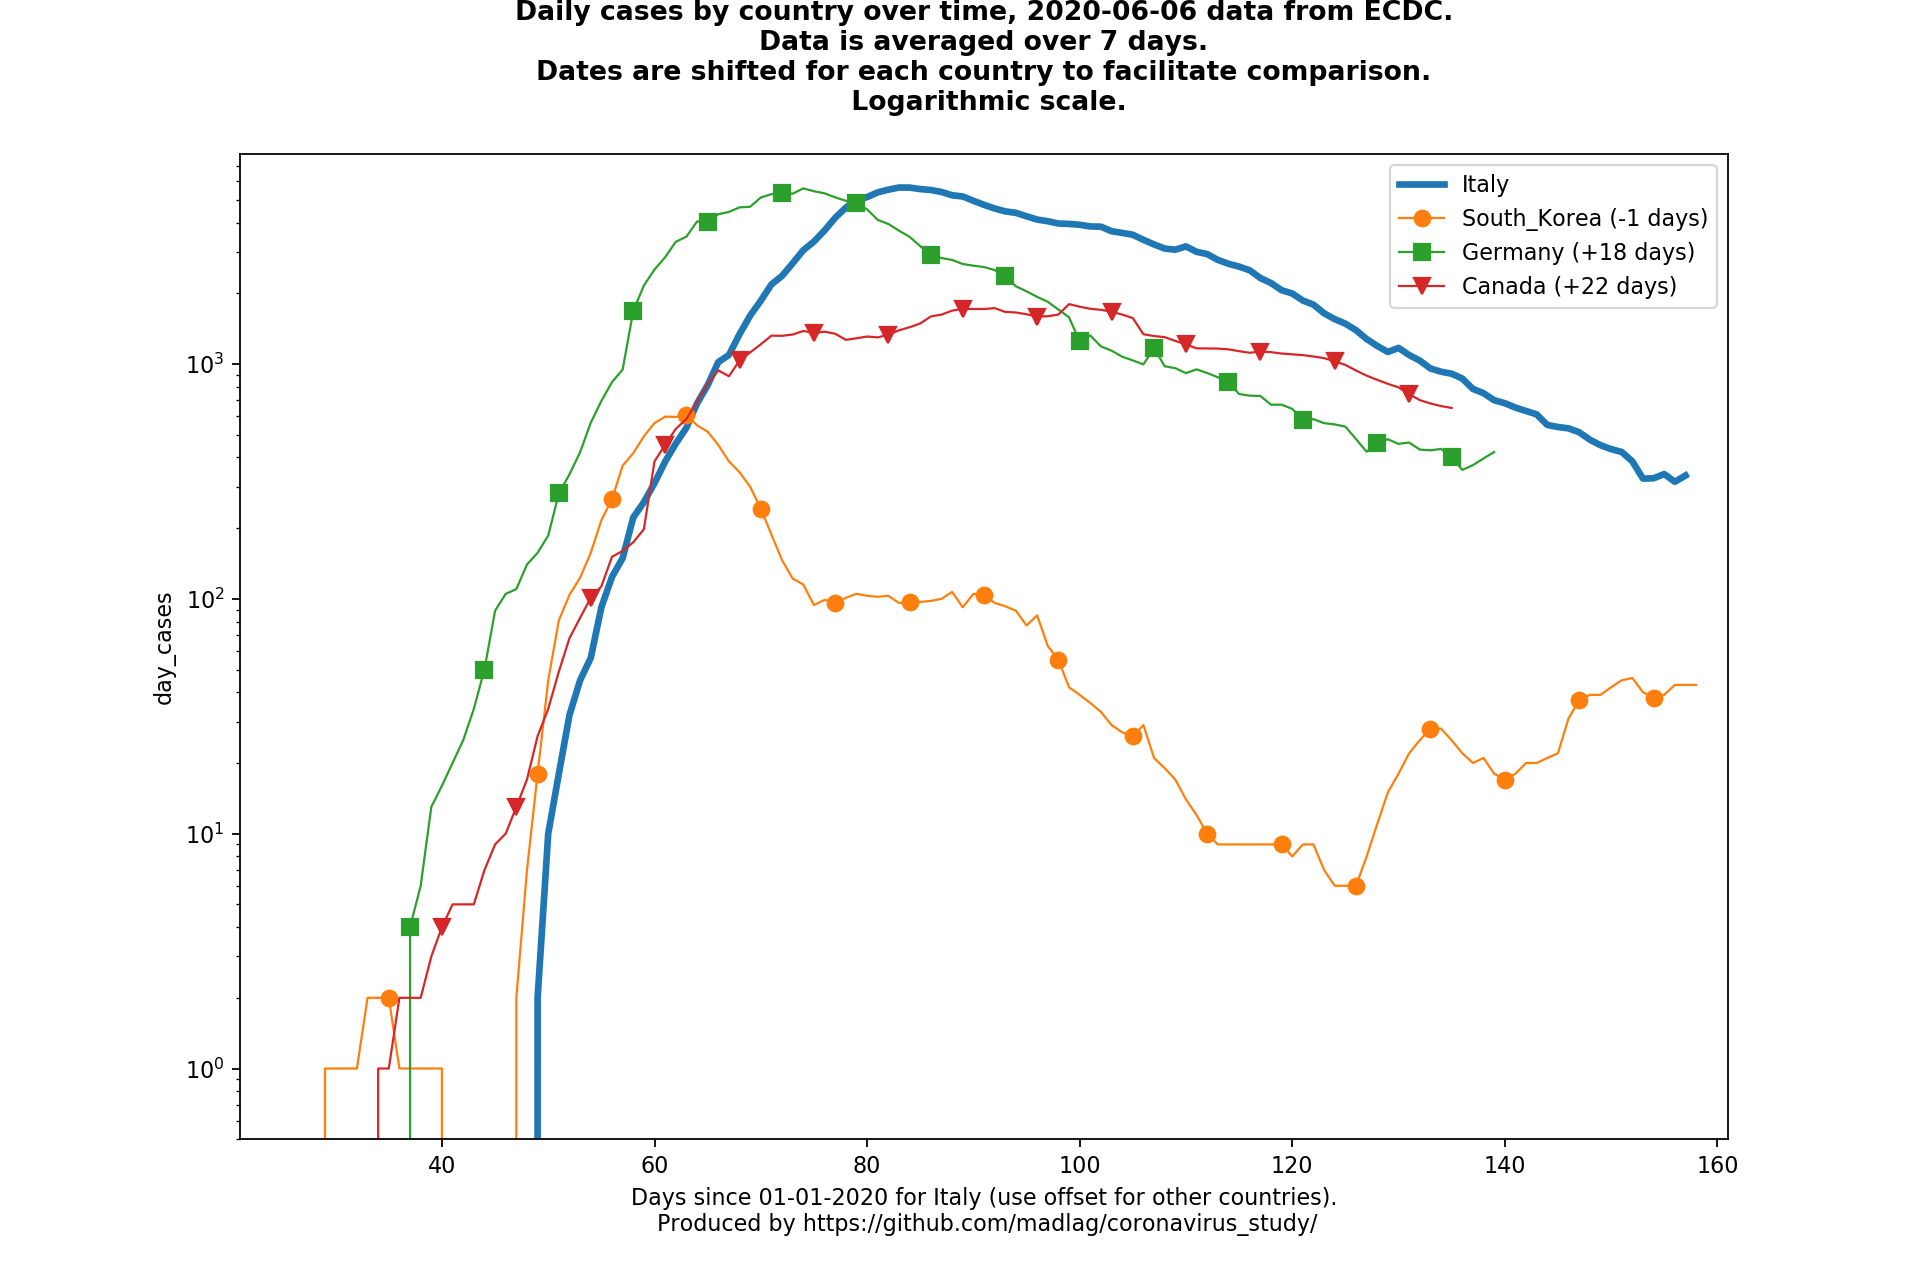 Daily cases by country over time, 2020-06-06 data from ECDC.
Data is averaged over 7 days.
Dates are shifted for each country to facilitate comparison.
Logarithmic scale.
Italy
South_Korea (-1 days)
Germany (+18 days)
Canada (+22 days)
day_cases
10³
10²
10¹
10⁰
40 60 80 100 120 140 160
Days since 01-01-2020 for Italy (use offset for other countries).
Produced by https://github.com/madlag/coronavirus_study/